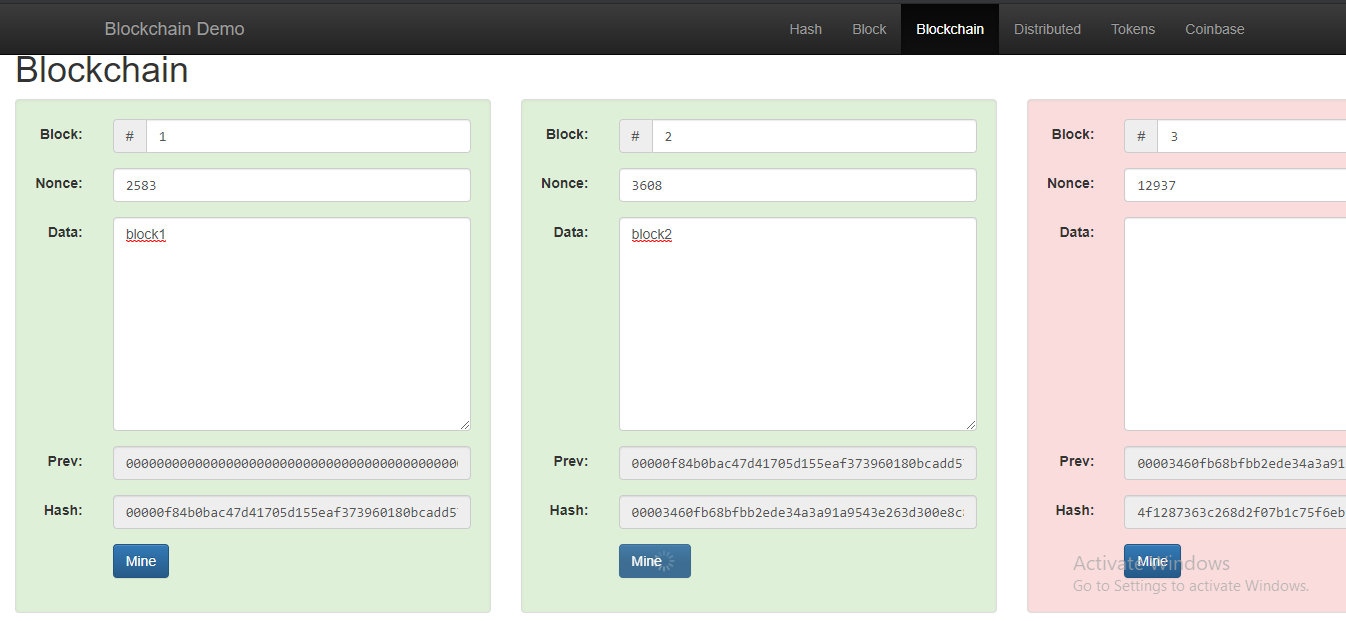 Blockchain Demo Hash Block Blockchain Distributed Tokens Coinbase
Blockchain
Block: # 1
Nonce: 2583
Data: block1
Prev: 000000000000000000000000000000000000000000
Hash: 00000f84b0bac47d41705d155eaf373960180bcadd5
Mine
Block: # 2
Nonce: 3608
Data: block2
Prev: 00000f84b0bac47d41705d155eaf373960180bcadd5
Hash: 00003460fb68bfbb2ede34a3a91a9543e263d300e8c
Mine
Block: # 3
Nonce: 12937
Data:
Prev: 00003460fb68bfbb2ede34a3a91
Hash: 4f1287363c268d2f07b1c75f6eb
Mine
Activate Windows
Go to Settings to activate Windows.